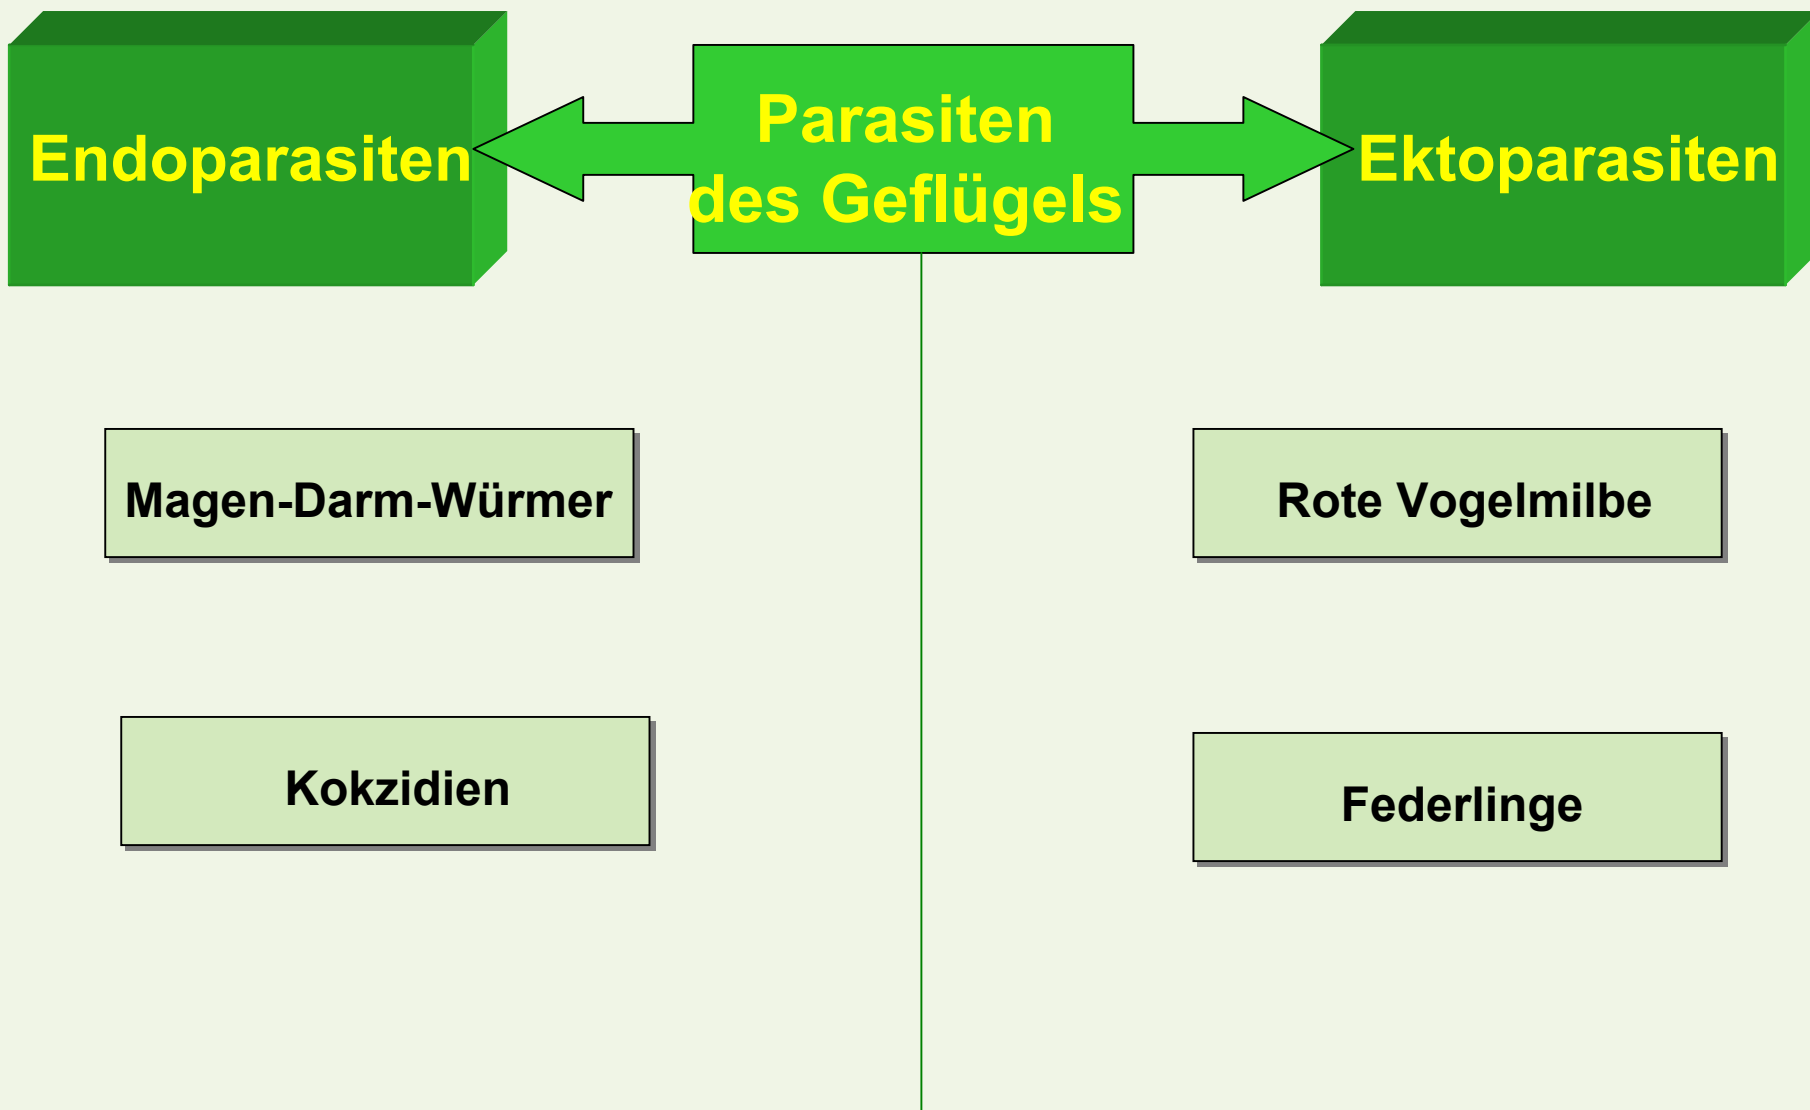 Endoparasiten
Parasiten
des Geflügels
Ektoparasiten
Magen-Darm-Würmer
Rote Vogelmilbe
Kokzidien
Federlinge